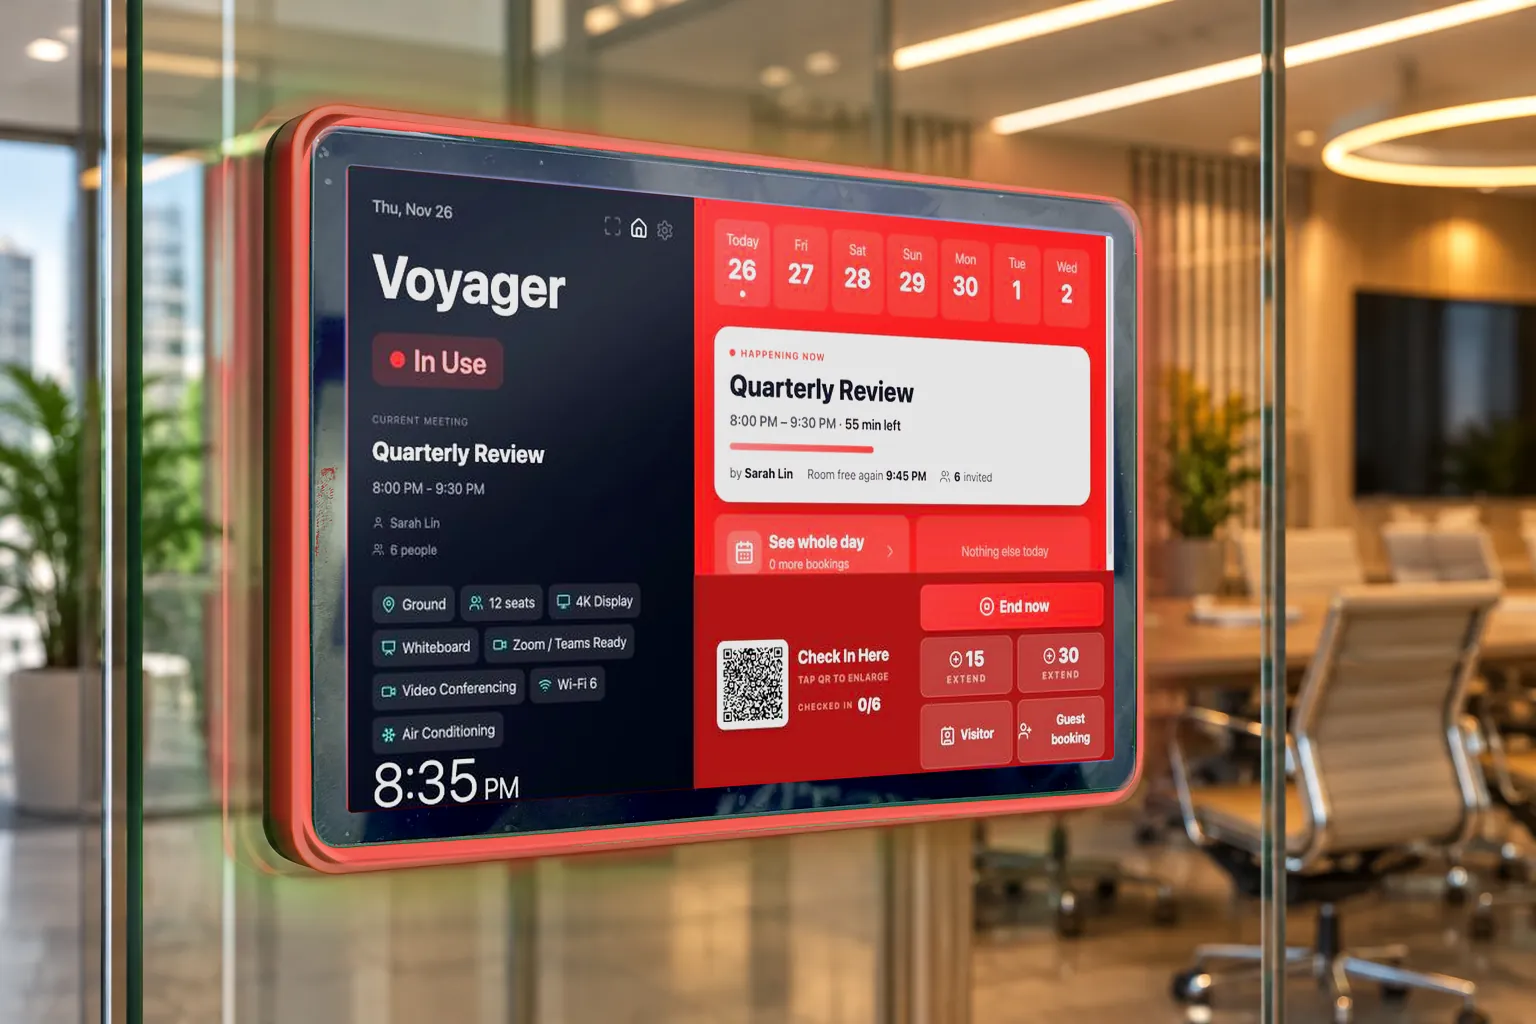 Thu, Nov 26
Voyager
In Use
CURRENT MEETING
Quarterly Review
8:00 PM – 9:30 PM
Sarah Lin
6 people
Ground
12 seats
4K Display
Whiteboard
Zoom / Teams Ready
Video Conferencing
Wi-Fi 6
Air Conditioning
8:35 PM
Today Fri Sat Sun Mon Tue Wed
26 27 28 29 30 1 2
HAPPENING NOW
Quarterly Review
8:00 PM – 9:30 PM · 55 min left
by Sarah Lin Room free again 9:45 PM 6 invited
See whole day
0 more bookings
Nothing else today
Check In Here
TAP QR TO ENLARGE
CHECKED IN 0/6
End now
15
EXTEND
30
EXTEND
Visitor
Guest
booking